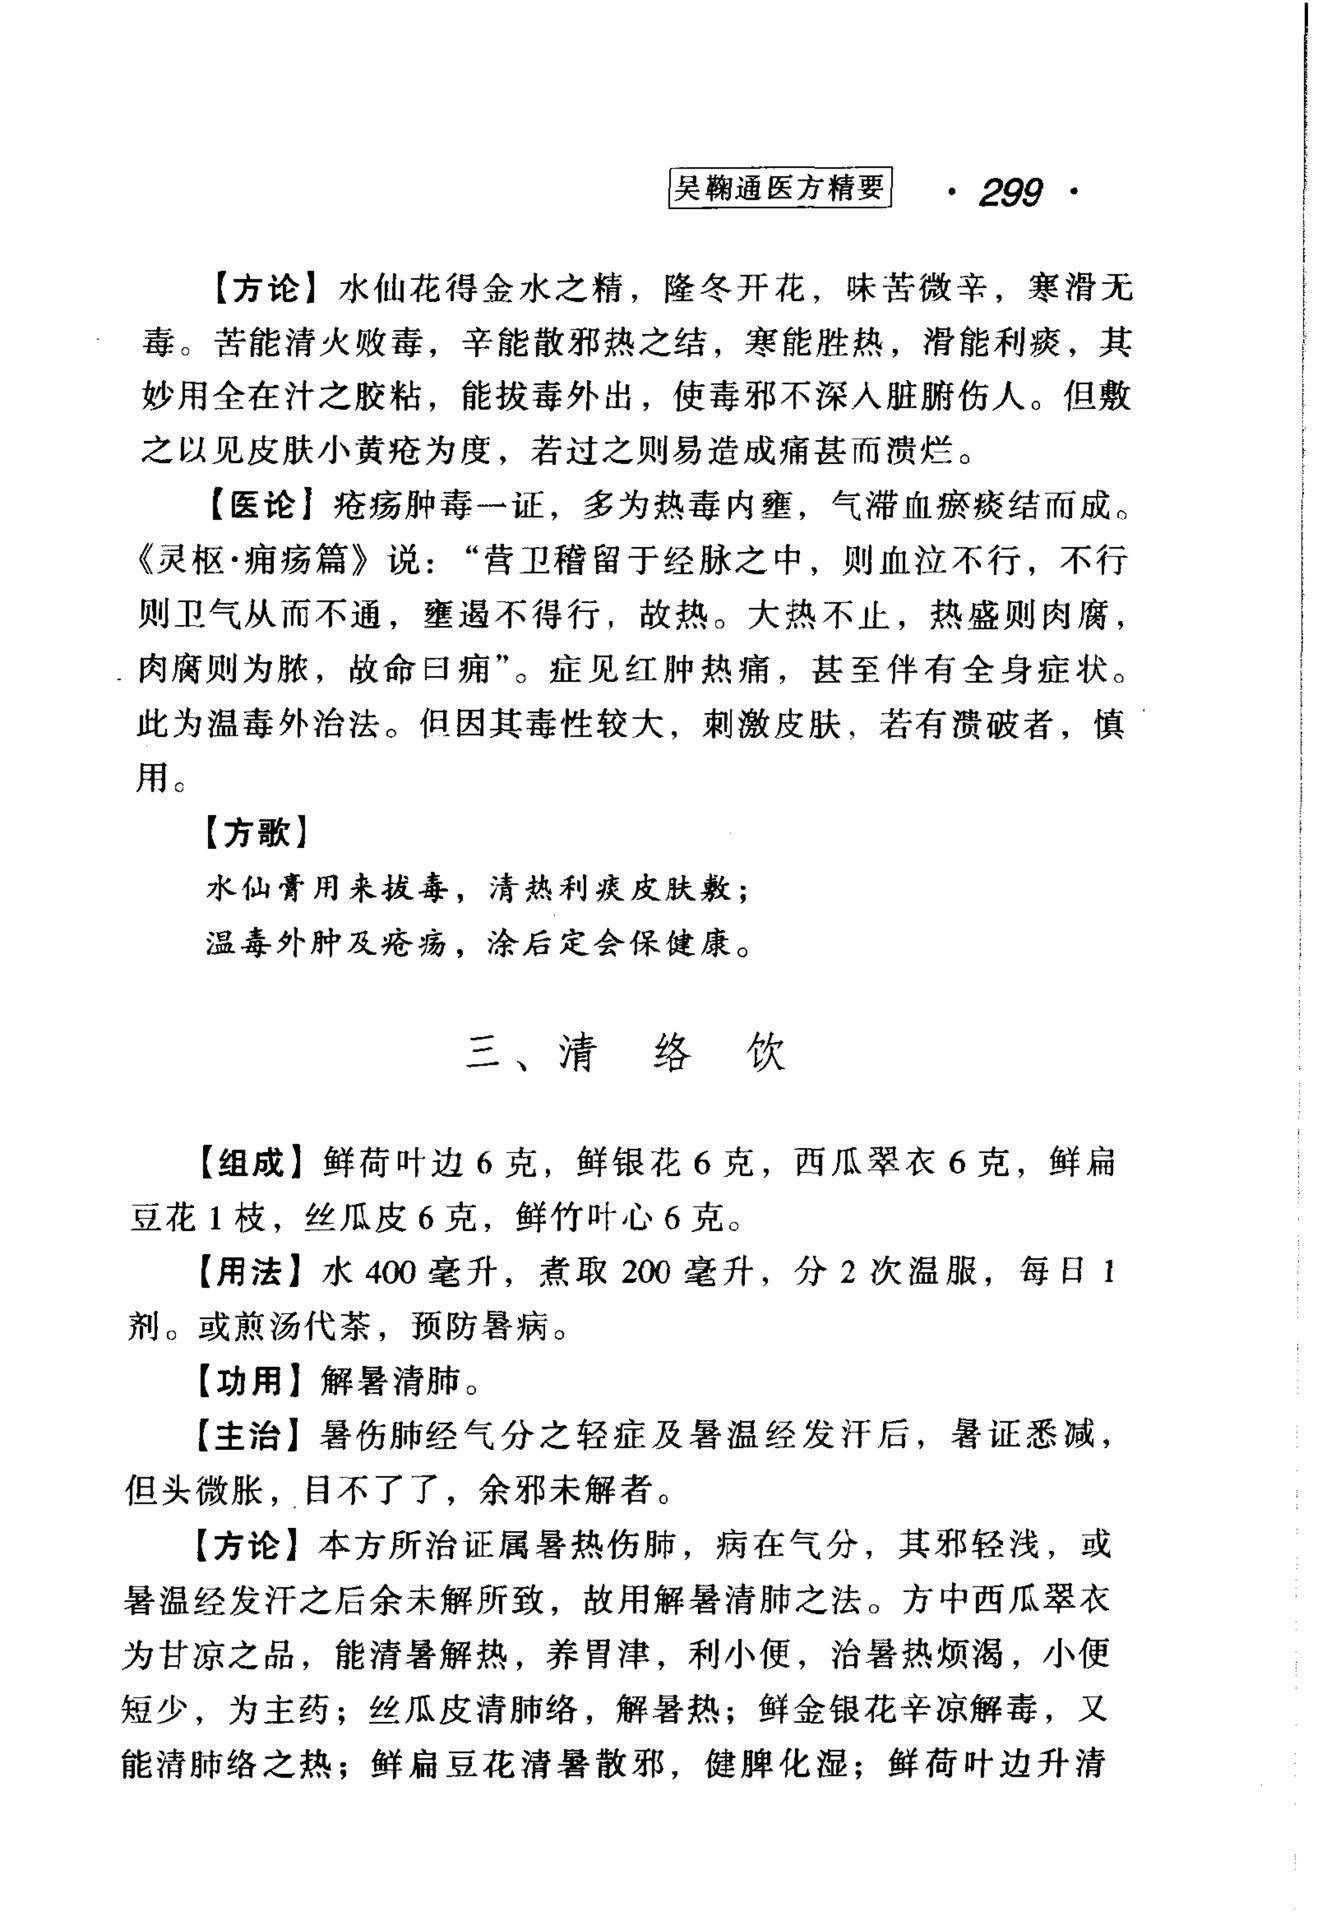 吴鞠通医方精要 ·299·
【方论】水仙花得金水之精，隆冬开花，味苦微辛，寒滑无
毒。苦能清火败毒，辛能散邪热之结，寒能胜热，滑能利痰，其
妙用全在汁之胶粘，能拔毒外出，使毒邪不深入脏腑伤人。但敷
之以见皮肤小黄疮为度，若过之则易造成痛甚而溃烂。
【医论】疮疡肿毒一证，多为热毒内壅，气滞血瘀痰结而成。
《灵枢·痈疡篇》说：“营卫稽留于经脉之中，则血泣不行，不行
则卫气从而不通，壅遏不得行，故热。大热不止，热盛则肉腐，
肉腐则为脓，故命曰痈”。症见红肿热痛，甚至伴有全身症状。
此为温毒外治法。但因其毒性较大，刺激皮肤，若有溃破者，慎
用。
【方歌】
水仙膏用来拔毒，清热利痰皮肤敷；
温毒外肿及疮疡，涂后定会保健康。
三、清 络 饮
【组成】鲜荷叶边6克，鲜银花6克，西瓜翠衣6克，鲜扁
豆花1枝，丝瓜皮6克，鲜竹叶心6克。
【用法】水400毫升，煮取200毫升，分2次温服，每日1
剂。或煎汤代茶，预防暑病。
【功用】解暑清肺。
【主治】暑伤肺经气分之轻症及暑温经发汗后，暑证悉减，
但头微胀，目不了了，余邪未解者。
【方论】本方所治证属暑热伤肺，病在气分，其邪轻浅，或
暑温经发汗之后余未解所致，故用解暑清肺之法。方中西瓜翠衣
为甘凉之品，能清暑解热，养胃津，利小便，治暑热烦渴，小便
短少，为主药；丝瓜皮清肺络，解暑热；鲜金银花辛凉解毒，又
能清肺络之热；鲜扁豆花清暑散邪，健脾化湿；鲜荷叶边升清